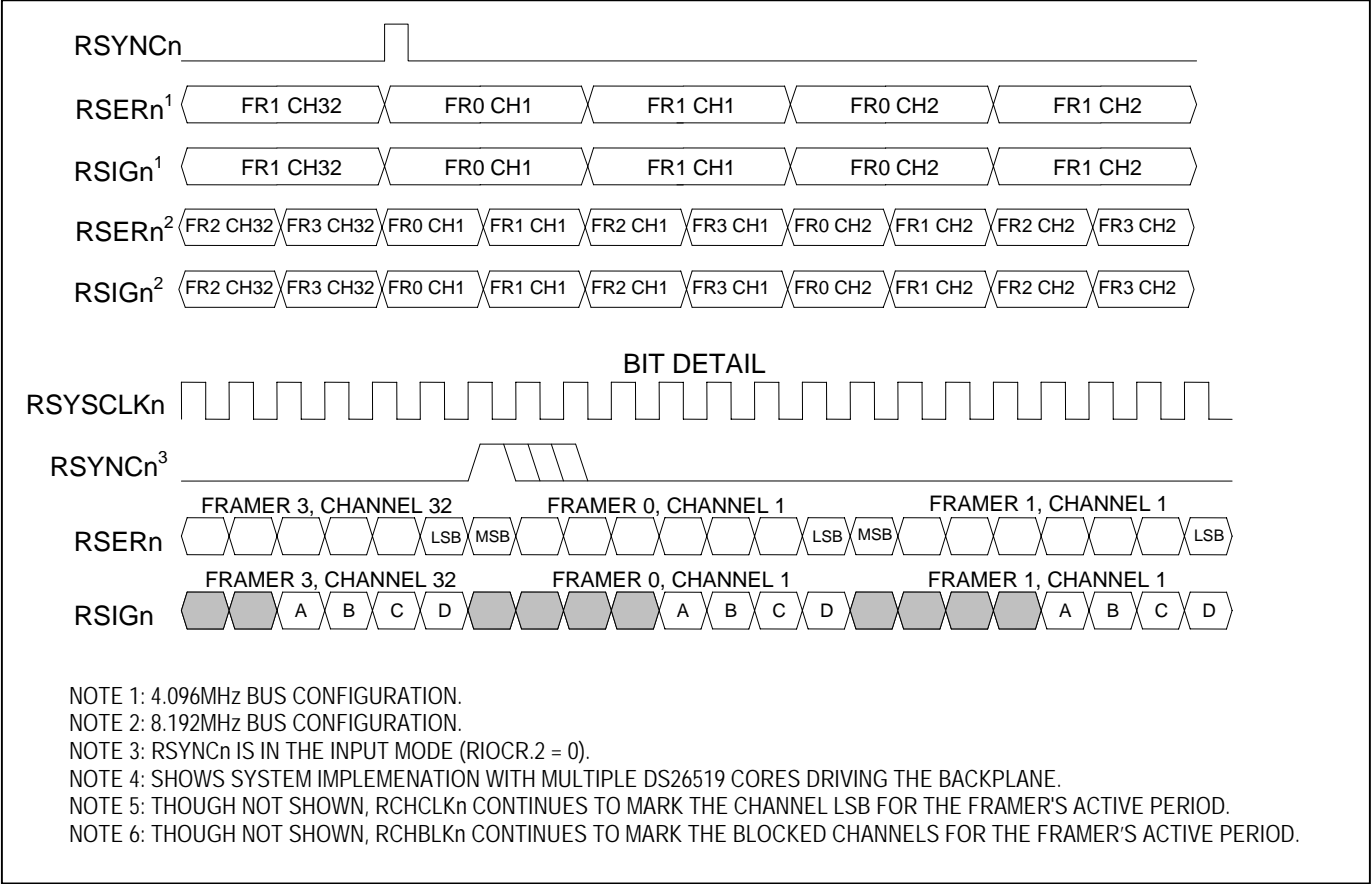 RSYNCn
RSERn1 FR1 CH32 FR0 CH1 FR1 CH1 FR0 CH2 FR1 CH2
RSIGn1 FR1 CH32 FR0 CH1 FR1 CH1 FR0 CH2 FR1 CH2
RSERn2 FR2 CH32 FR3 CH32 FR0 CH1 FR1 CH1 FR2 CH1 FR3 CH1 FR0 CH2 FR1 CH2 FR2 CH2 FR3 CH2
RSIGn2 FR2 CH32 FR3 CH32 FR0 CH1 FR1 CH1 FR2 CH1 FR3 CH1 FR0 CH2 FR1 CH2 FR2 CH2 FR3 CH2
BIT DETAIL
RSYSCLKn
RSYNCn3
FRAMER 3, CHANNEL 32 FRAMER 0, CHANNEL 1 FRAMER 1, CHANNEL 1
RSERn LSB MSB LSB MSB LSB
FRAMER 3, CHANNEL 32 FRAMER 0, CHANNEL 1 FRAMER 1, CHANNEL 1
RSIGn A B C D A B C D A B C D
NOTE 1: 4.096MHz BUS CONFIGURATION.
NOTE 2: 8.192MHz BUS CONFIGURATION.
NOTE 3: RSYNCn IS IN THE INPUT MODE (RIOCR.2 = 0).
NOTE 4: SHOWS SYSTEM IMPLEMENATION WITH MULTIPLE DS26519 CORES DRIVING THE BACKPLANE.
NOTE 5: THOUGH NOT SHOWN, RCHCLKn CONTINUES TO MARK THE CHANNEL LSB FOR THE FRAMER'S ACTIVE PERIOD.
NOTE 6: THOUGH NOT SHOWN, RCHBLKn CONTINUES TO MARK THE BLOCKED CHANNELS FOR THE FRAMER’S ACTIVE PERIOD.